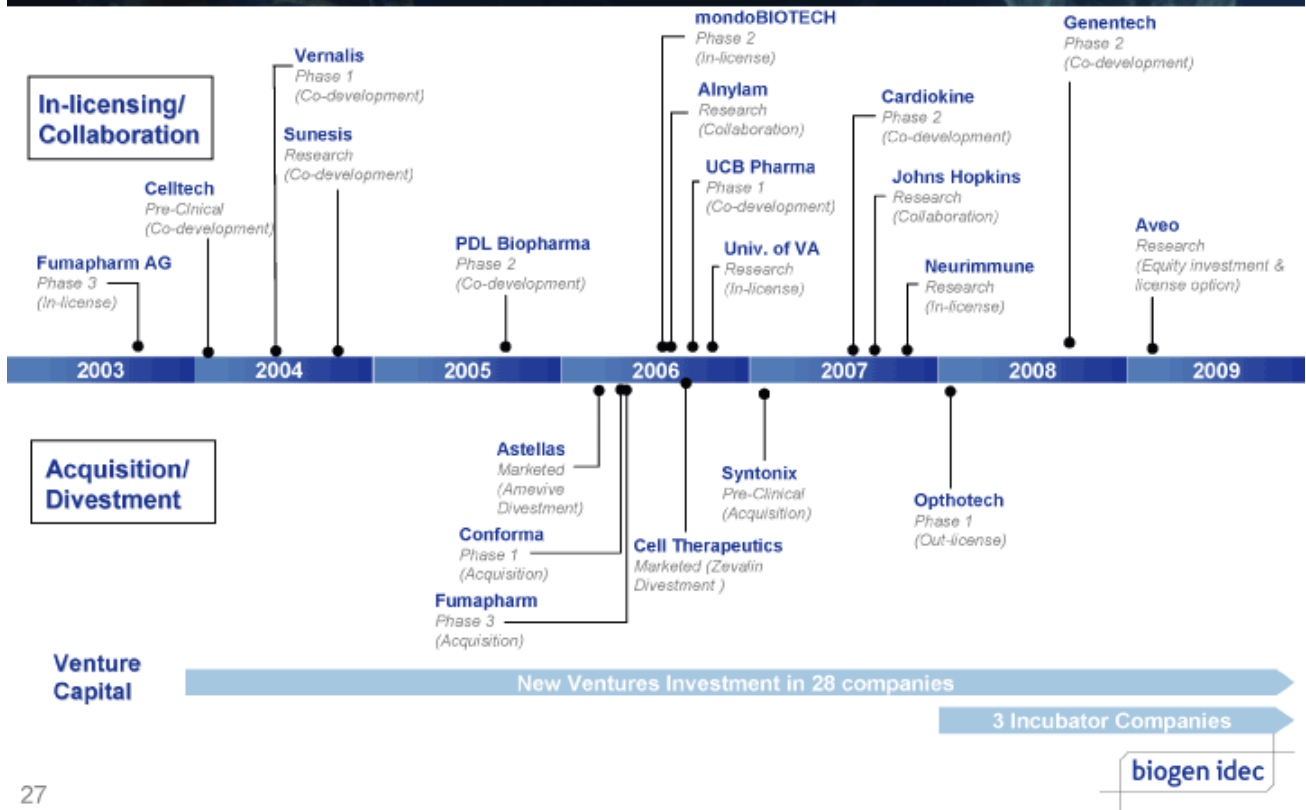 mondoBIOTECH
Phase 2
(In-license)
Genentech
Phase 2
(Co-development)
Vernalis
Phase 1
(Co-development)
In-licensing/
Collaboration
Alnylam
Research
(Collaboration)
Cardiokine
Phase 2
(Co-development)
Sunesis
Research
(Co-development)
UCB Pharma
Phase 1
(Co-development)
Johns Hopkins
Research
(Collaboration)
Celltech
Pre-Clnical
(Co-development)
Aveo
Research
(Equity investment &
license option)
PDL Biopharma
Phase 2
(Co-development)
Univ. of VA
Research
(In-license)
Fumapharm AG
Phase 3
(In-license)
Neurimmune
Research
(In-license)
2003 2004 2005 2006 2007 2008 2009
Acquisition/
Divestment
Astellas
Marketed
(Amevive
Divestment)
Syntonix
Pre-Clinical
(Acquisition)
Opthotech
Phase 1
(Out-license)
Conforma
Phase 1
(Acquisition)
Cell Therapeutics
Marketed (Zevalin
Divestment )
Fumapharm
Phase 3
(Acquisition)
Venture
Capital
New Ventures Investment in 28 companies
3 Incubator Companies
biogen idec
27